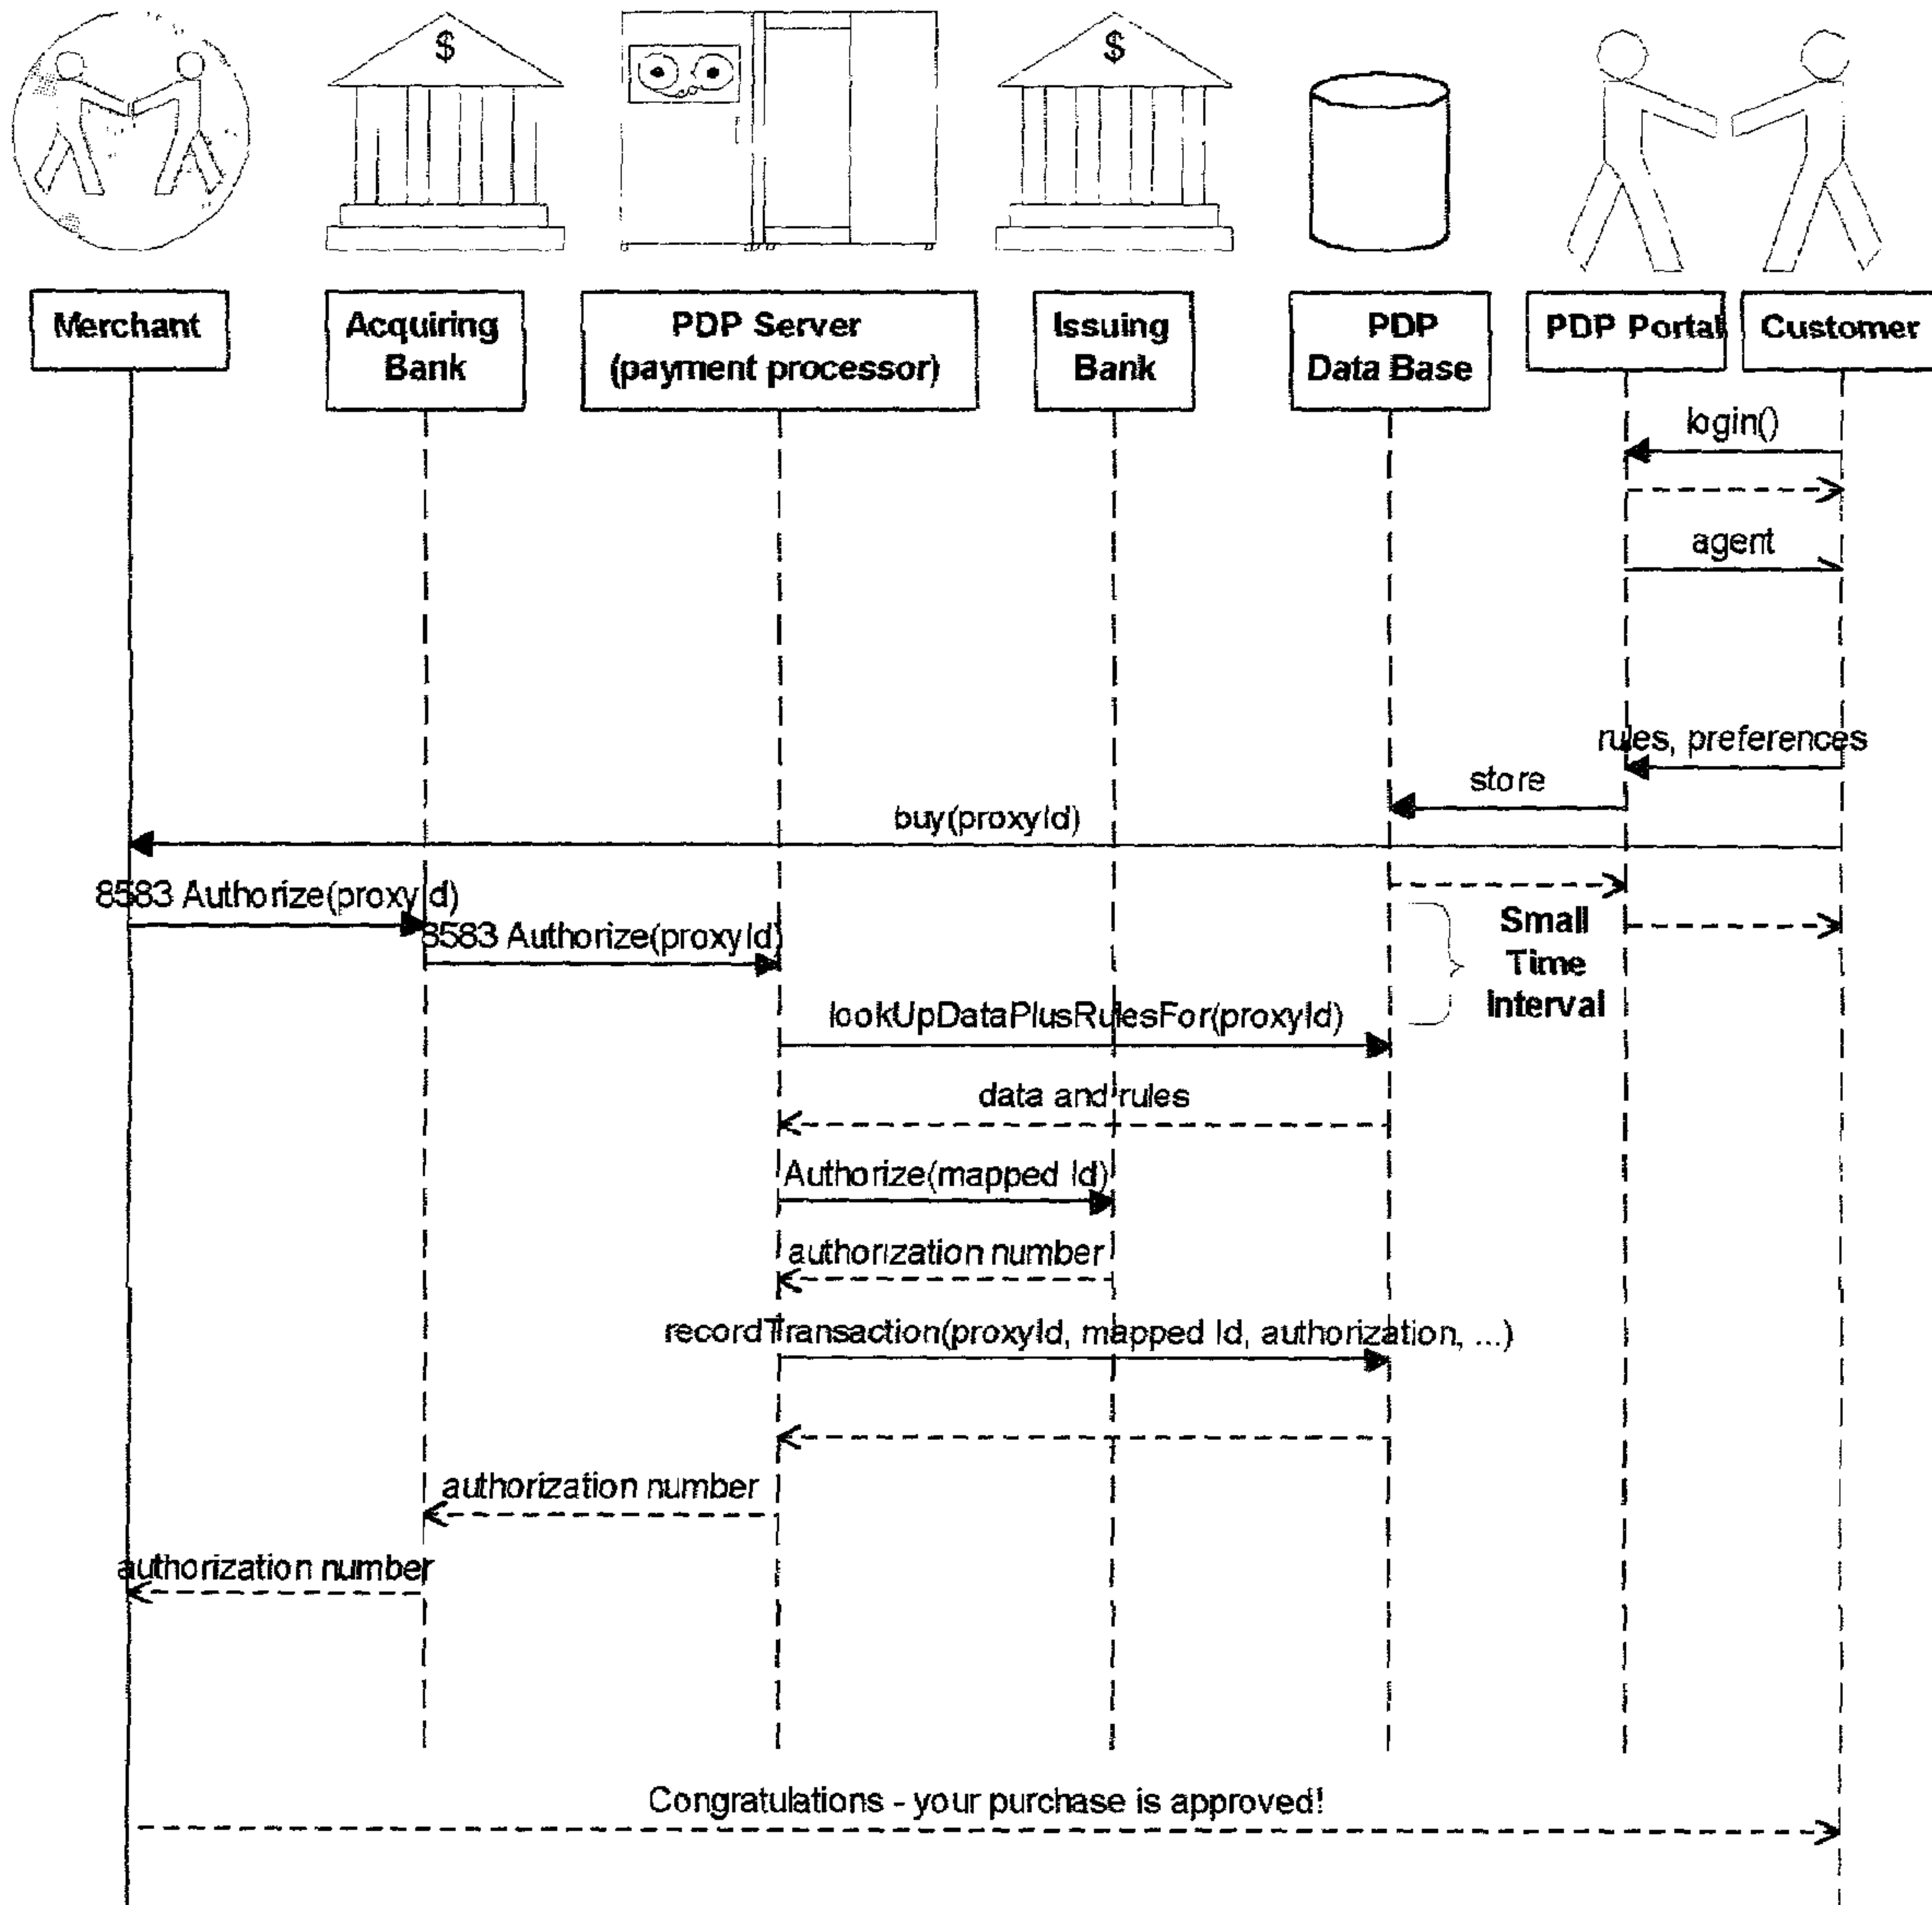 $
$
Merchant
Acquiring
Bank
PDP Server
(payment processor)
Issuing
Bank
PDP
Data Base
PDP Portal
Customer
login()
agent
rules, preferences
store
buy(proxyId)
8583 Authorize(proxyId)
8583 Authorize(proxyId)
Small
Time
Interval
lookUpDataPlusRulesFor(proxyId)
data and rules
Authorize(mapped Id)
authorization number
recordTransaction(proxyId, mapped Id, authorization, ...)
authorization number
authorization number
Congratulations - your purchase is approved!